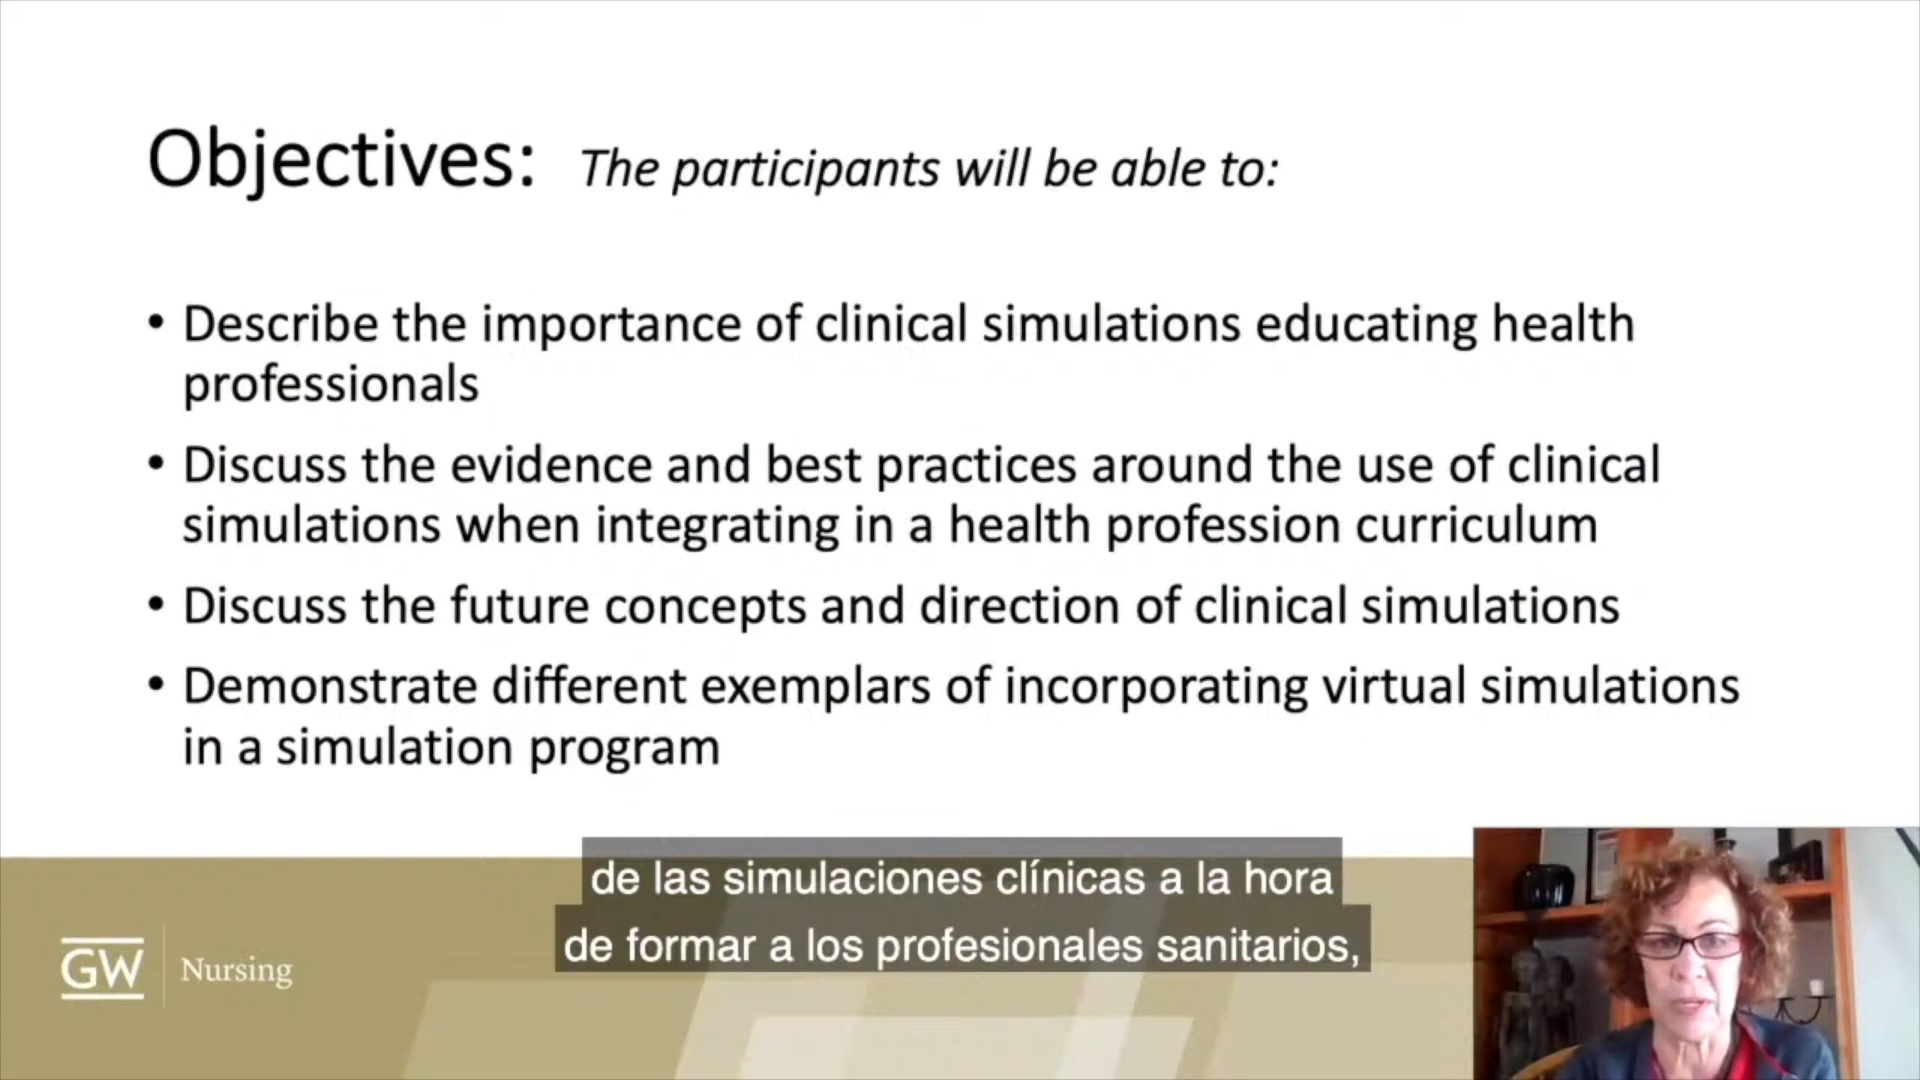 Objectives: The participants will be able to:
• Describe the importance of clinical simulations educating health
professionals
• Discuss the evidence and best practices around the use of clinical
simulations when integrating in a health profession curriculum
• Discuss the future concepts and direction of clinical simulations
• Demonstrate different exemplars of incorporating virtual simulations
in a simulation program
de las simulaciones clínicas a la hora
de formar a los profesionales sanitarios,
GW Nursing